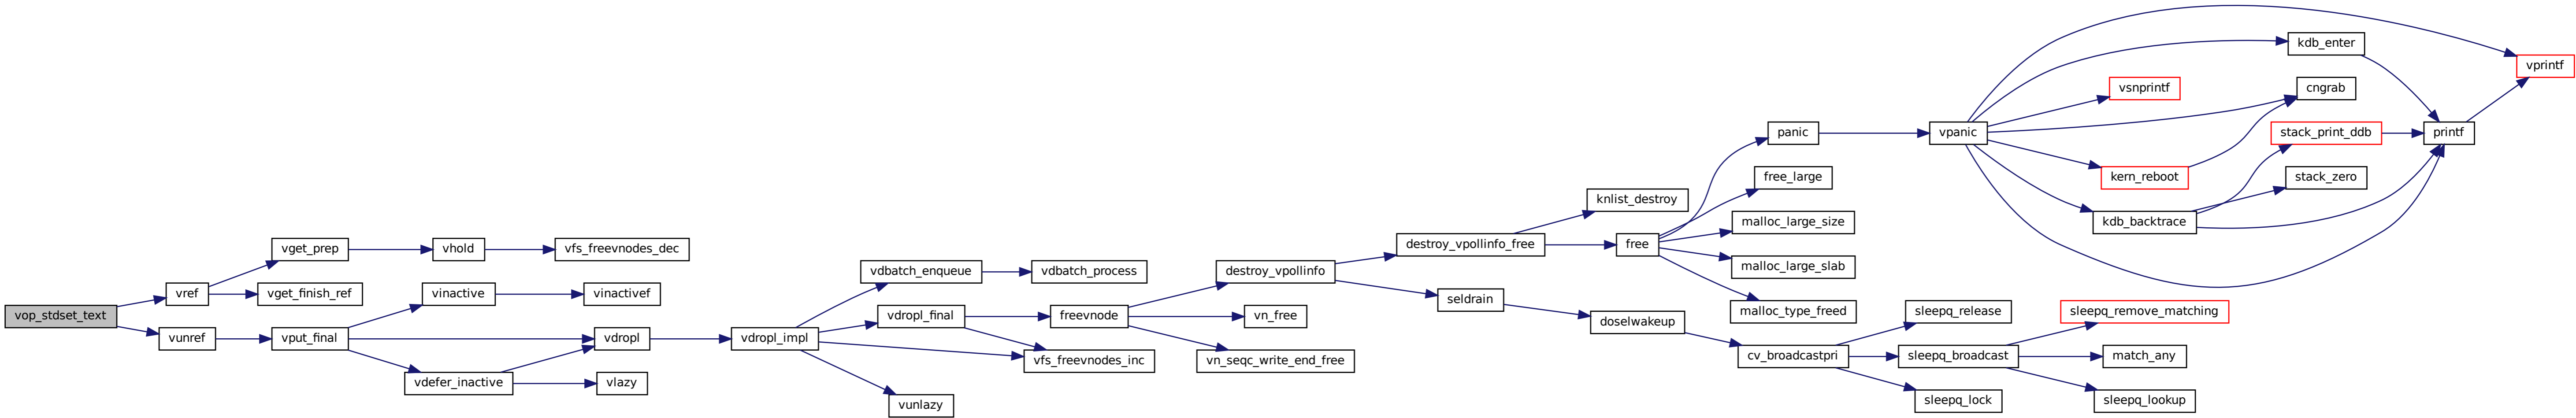 vop_stdset_text
vref
vunref
vget_prep
vget_finish_ref
vput_final
vhold
vinactive
vdefer_inactive
vfs_freevnodes_dec
vinactivef
vdropl
vlazy
vdropl_impl
vdbatch_enqueue
vdropl_final
vunlazy
vdbatch_process
freevnode
vfs_freevnodes_inc
destroy_vpollinfo
vn_free
vn_seqc_write_end_free
destroy_vpollinfo_free
seldrain
knlist_destroy
free
doselwakeup
panic
free_large
malloc_large_size
malloc_large_slab
malloc_type_freed
cv_broadcastpri
vpanic
sleepq_release
sleepq_broadcast
sleepq_lock
vsnprintf
kern_reboot
kdb_backtrace
sleepq_remove_matching
match_any
sleepq_lookup
kdb_enter
cngrab
stack_print_ddb
stack_zero
printf
vprintf